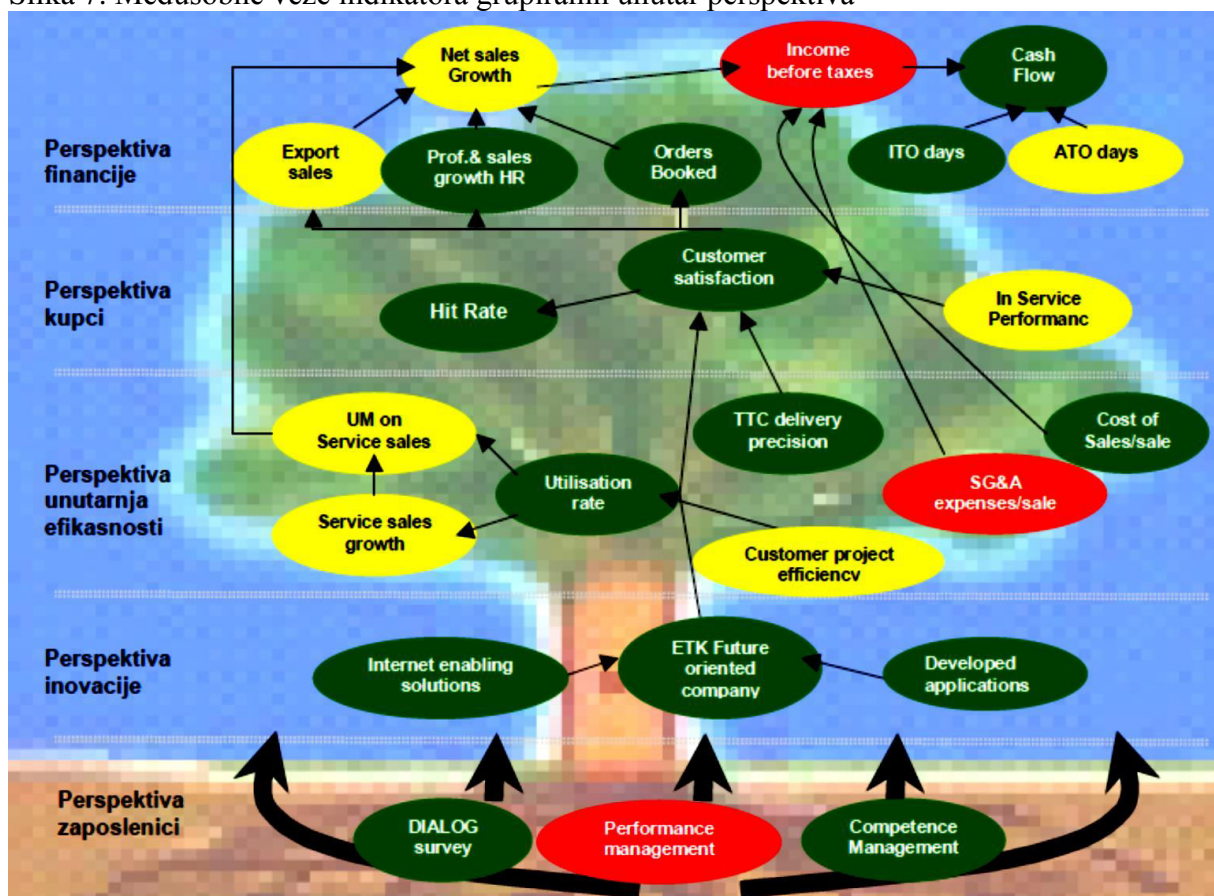 Slika 7. Međusobne veze indikatora grupiranih unutar perspektiva
Net sales
Growth
Income
before taxes
Cash
Flow
Perspektiva
financije
Export
sales
Prof.& sales
growth HR
Orders
Booked
ITO days
ATO days
Perspektiva
kupci
Customer
satisfaction
Hit Rate
In Service
Performanc
Perspektiva
unutarnja
efikasnosti
UM on
Service sales
TTC delivery
precision
Cost of
Sales/sale
Utilisation
rate
SG&A
expenses/sale
Service sales
growth
Customer project
efficiency
Perspektiva
inovacije
Internet enabling
solutions
ETK Future
oriented
company
Developed
applications
Perspektiva
zaposlenici
DIALOG
survey
Performance
management
Competence
Management